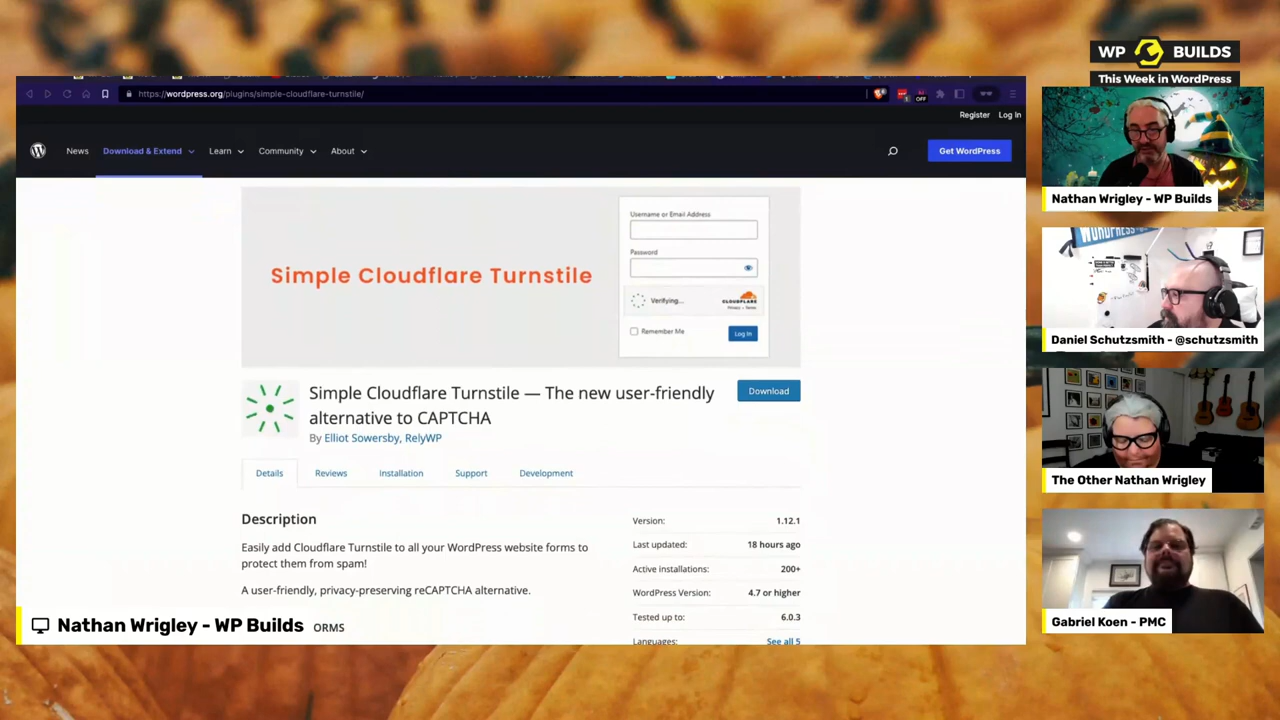 WP BUILDS
This Week in WordPress
https://wordpress.org/plugins/simple-cloudflare-turnstile/
OFF
Register Log In
News Download & Extend Learn Community About Get WordPress
Simple Cloudflare Turnstile
Username or Email Address
Password
Verifying...
CLOUDFLARE
Privacy • Terms
Remember Me
Log In
Simple Cloudflare Turnstile — The new user-friendly
alternative to CAPTCHA
Download
By Elliot Sowersby, RelyWP
Details Reviews Installation Support Development
Description
Easily add Cloudflare Turnstile to all your WordPress website forms to
protect them from spam!
A user-friendly, privacy-preserving reCAPTCHA alternative.
Version: 1.12.1
Last updated: 18 hours ago
Active installations: 200+
WordPress Version: 4.7 or higher
Tested up to: 6.0.3
Languages: See all 5
Nathan Wrigley - WP Builds ORMS
Nathan Wrigley - WP Builds
WORDPRESS
Daniel Schutzsmith - @schutzsmith
The Other Nathan Wrigley
Gabriel Koen - PMC